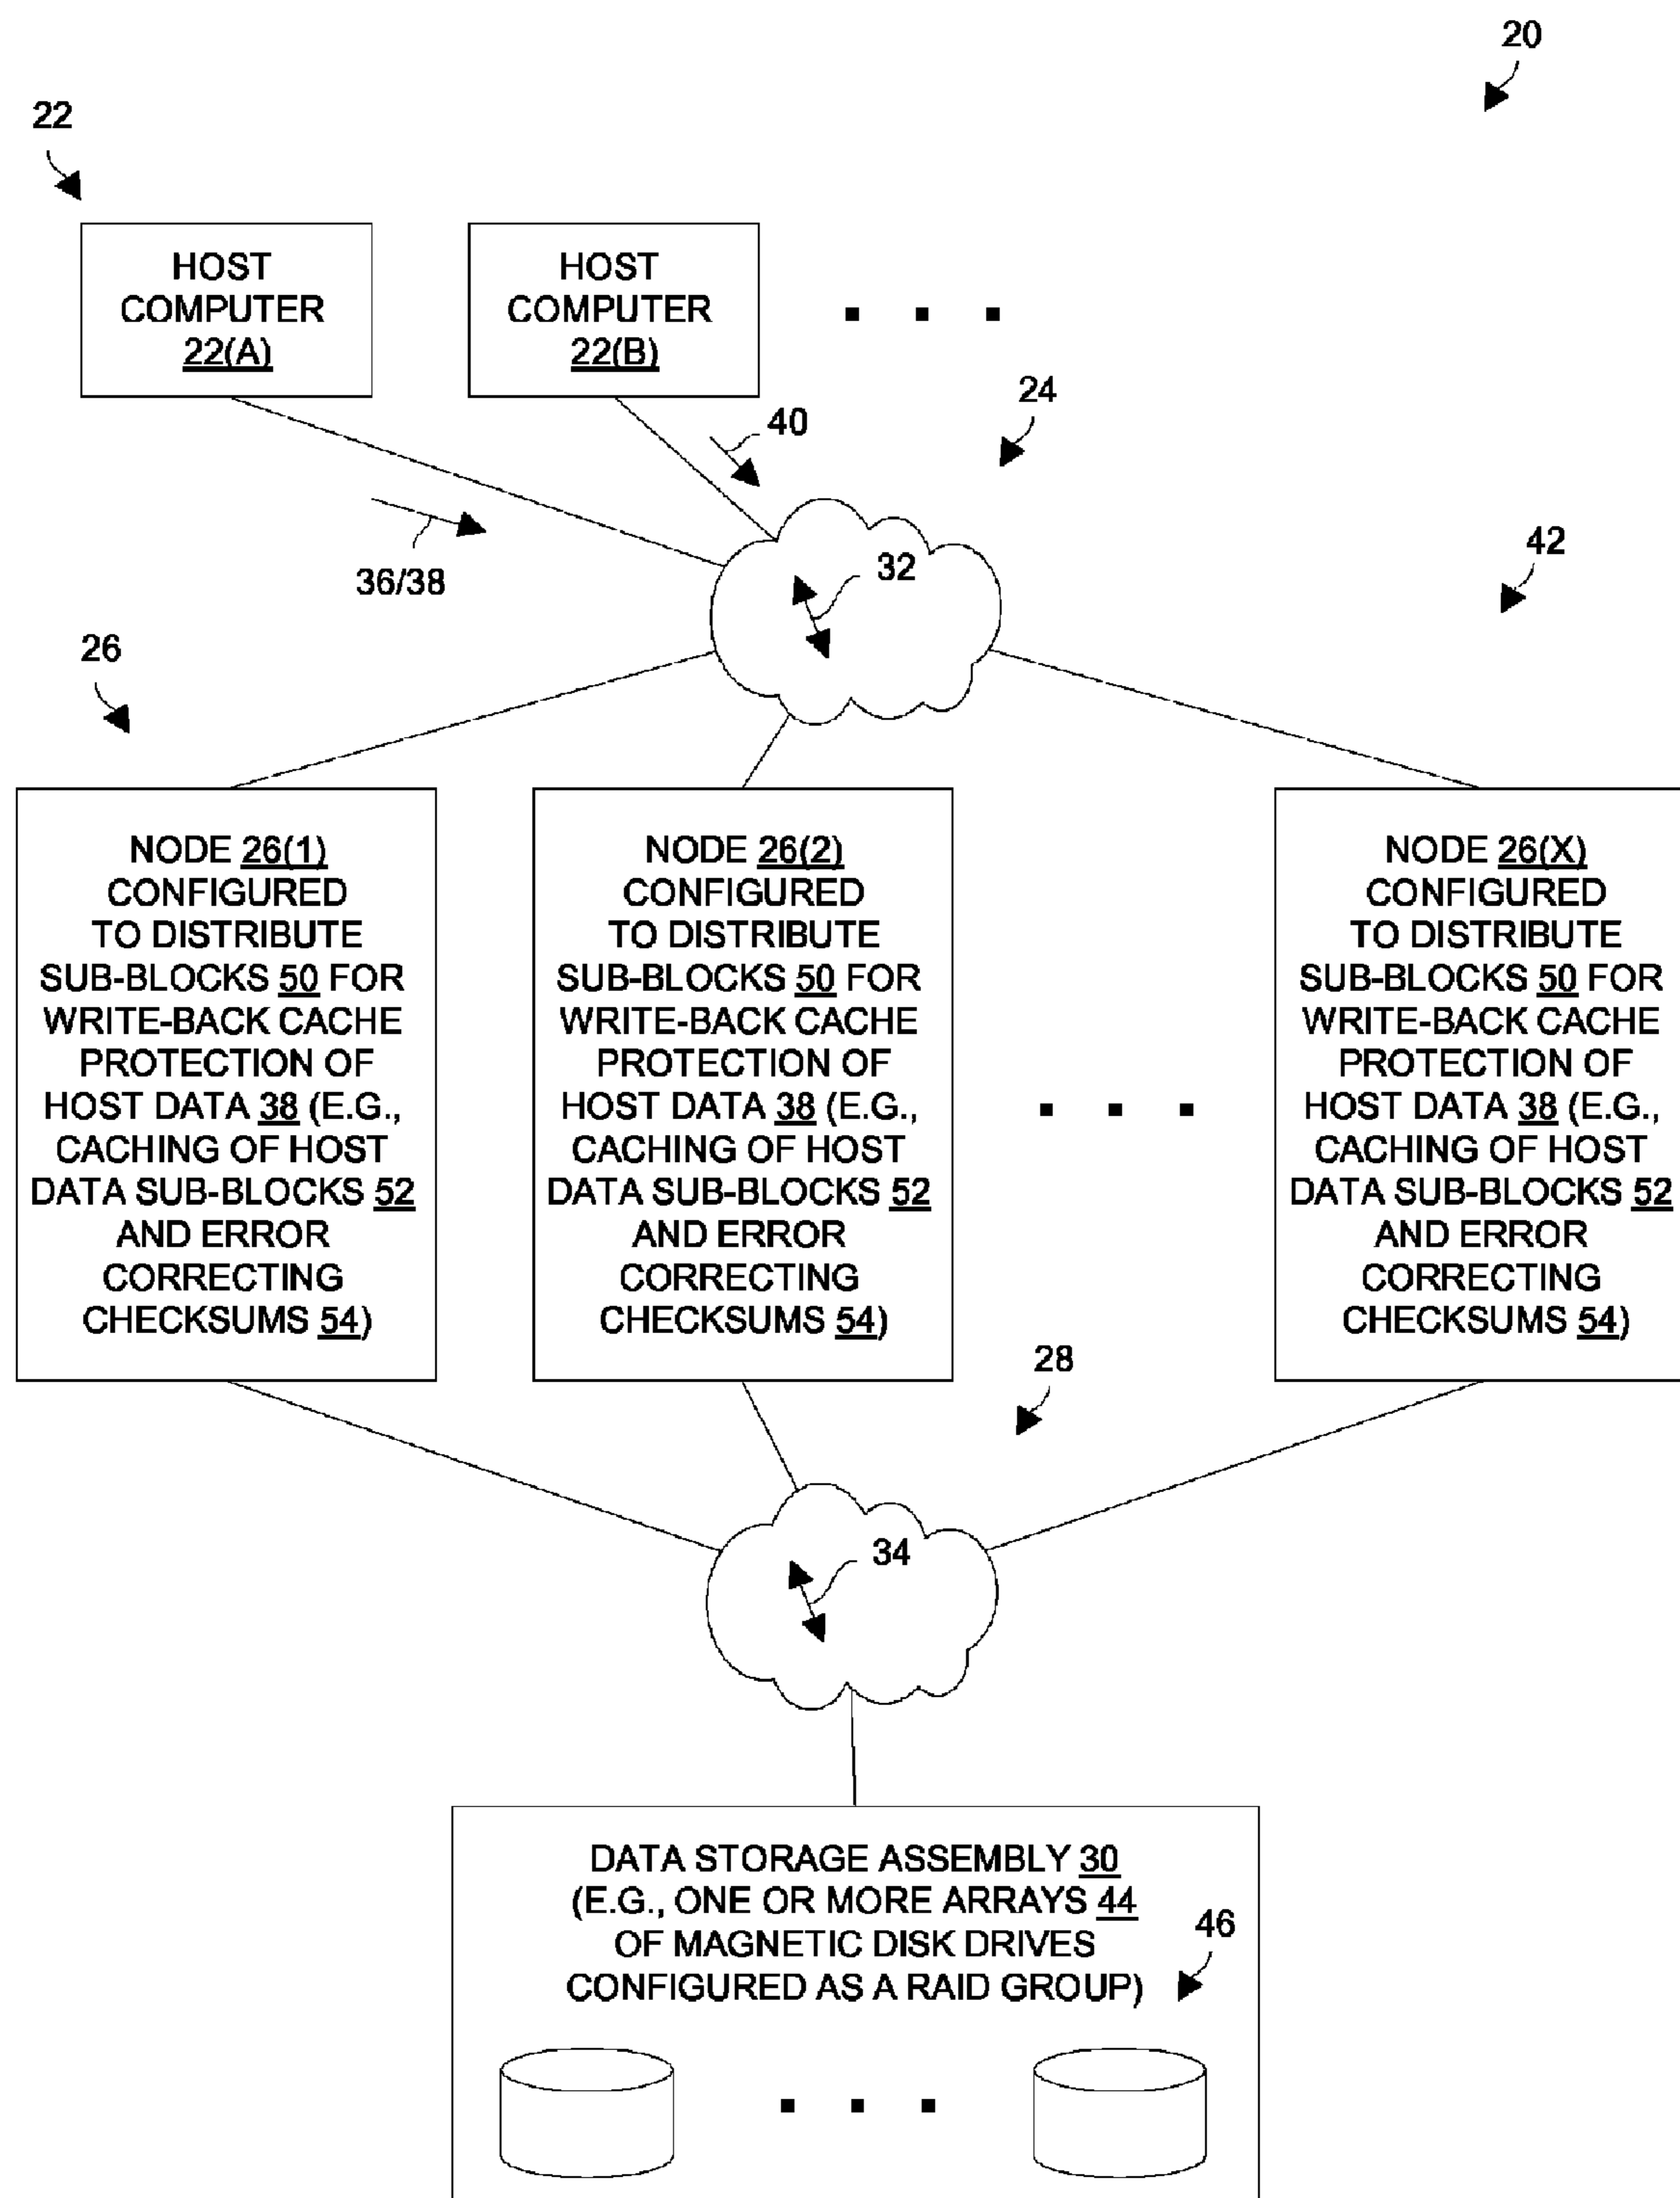 20
22
HOST
COMPUTER
22(A)
HOST
COMPUTER
22(B)
24
40
36/38
32
42
26
NODE 26(1)
CONFIGURED
TO DISTRIBUTE
SUB-BLOCKS 50 FOR
WRITE-BACK CACHE
PROTECTION OF
HOST DATA 38 (E.G.,
CACHING OF HOST
DATA SUB-BLOCKS 52
AND ERROR
CORRECTING
CHECKSUMS 54)
NODE 26(2)
CONFIGURED
TO DISTRIBUTE
SUB-BLOCKS 50 FOR
WRITE-BACK CACHE
PROTECTION OF
HOST DATA 38 (E.G.,
CACHING OF HOST
DATA SUB-BLOCKS 52
AND ERROR
CORRECTING
CHECKSUMS 54)
NODE 26(X)
CONFIGURED
TO DISTRIBUTE
SUB-BLOCKS 50 FOR
WRITE-BACK CACHE
PROTECTION OF
HOST DATA 38 (E.G.,
CACHING OF HOST
DATA SUB-BLOCKS 52
AND ERROR
CORRECTING
CHECKSUMS 54)
28
34
DATA STORAGE ASSEMBLY 30
(E.G., ONE OR MORE ARRAYS 44
OF MAGNETIC DISK DRIVES
CONFIGURED AS A RAID GROUP)
46